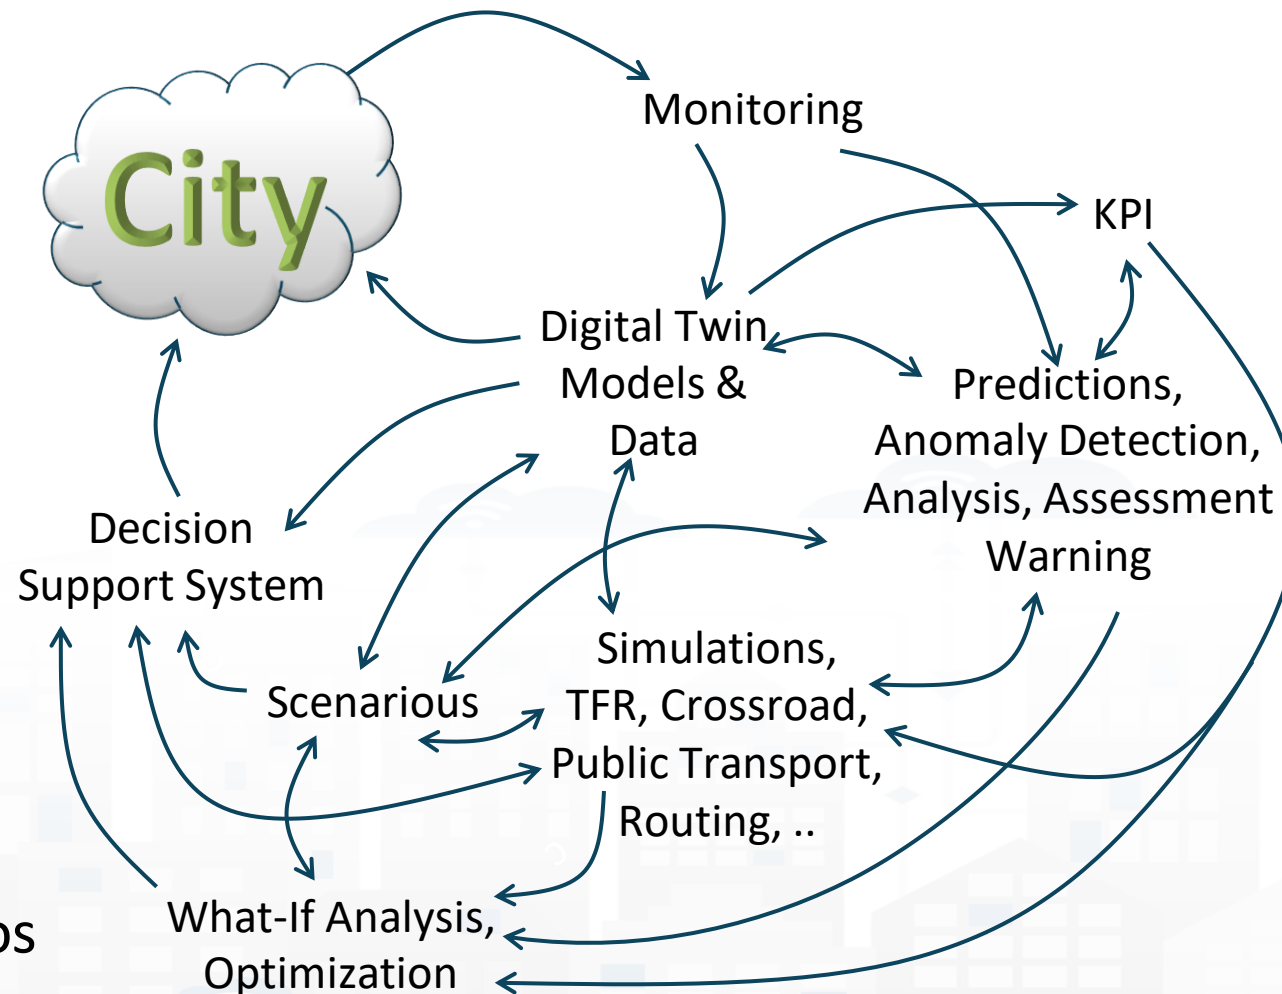 City
Monitoring
KPI
Digital Twin
Models &
Data
Predictions,
Anomaly Detection,
Analysis, Assessment
Warning
Decision
Support System
Scenarious
Simulations,
TFR, Crossroad,
Public Transport,
Routing, ..
What-If Analysis,
Optimization
os